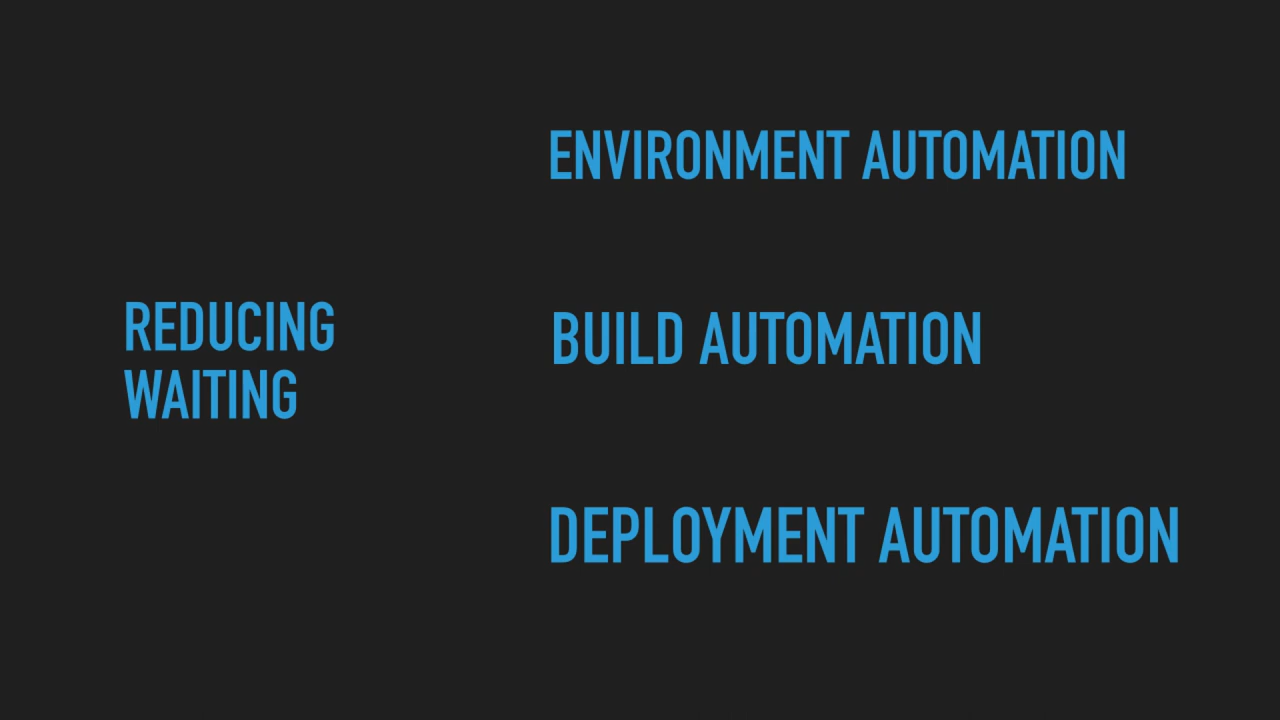 REDUCING
WAITING
ENVIRONMENT AUTOMATION
BUILD AUTOMATION
DEPLOYMENT AUTOMATION